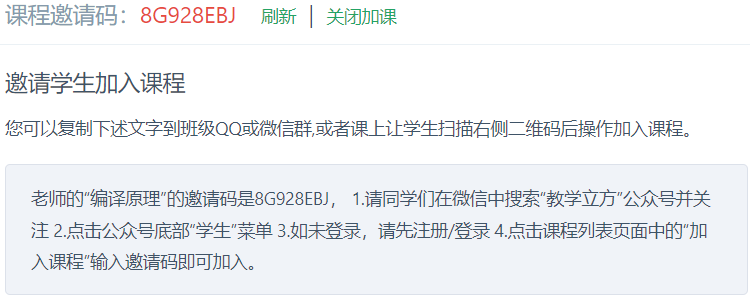 课程邀请码：8G928EBJ 刷新 | 关闭加课
邀请学生加入课程
您可以复制下述文字到班级QQ或微信群,或者课上让学生扫描右侧二维码后操作加入课程。
老师的“编译原理”的邀请码是8G928EBJ， 1.请同学们在微信中搜索“教学立方”公众号并关
注 2.点击公众号底部“学生”菜单 3.如未登录，请先注册/登录 4.点击课程列表页面中的“加
入课程”输入邀请码即可加入。